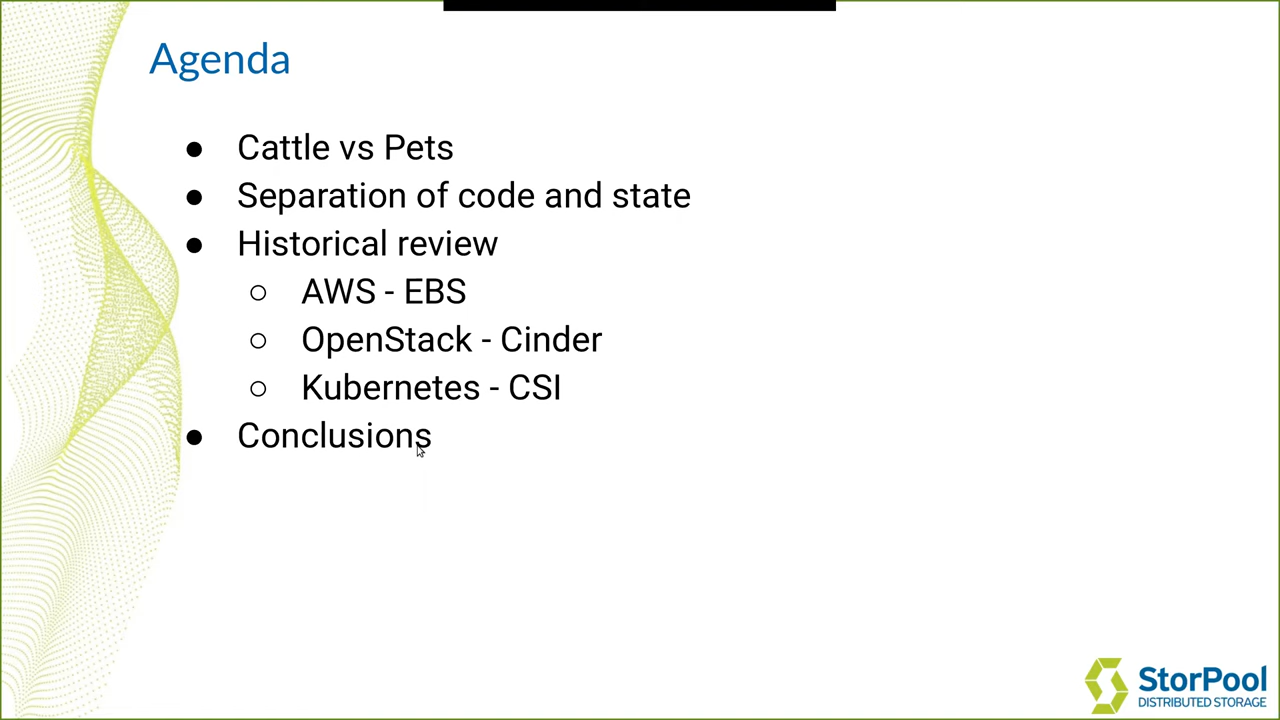 Agenda
● Cattle vs Pets
● Separation of code and state
● Historical review
○ AWS - EBS
○ OpenStack - Cinder
○ Kubernetes - CSI
● Conclusions
StorPool
DISTRIBUTED STORAGE